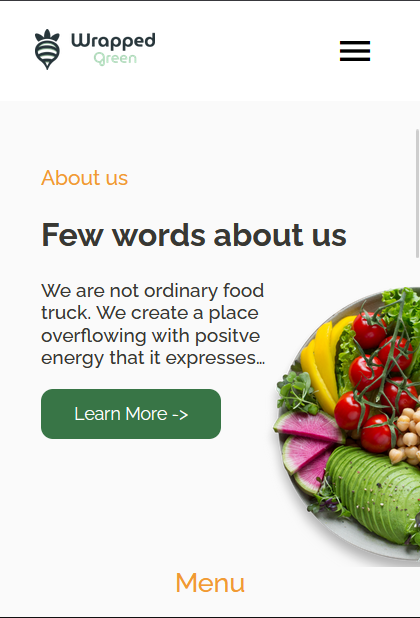 Wrapped
Green
About us
Few words about us
We are not ordinary food
truck. We create a place
overflowing with positve
energy that it expresses...
Learn More ->
Menu